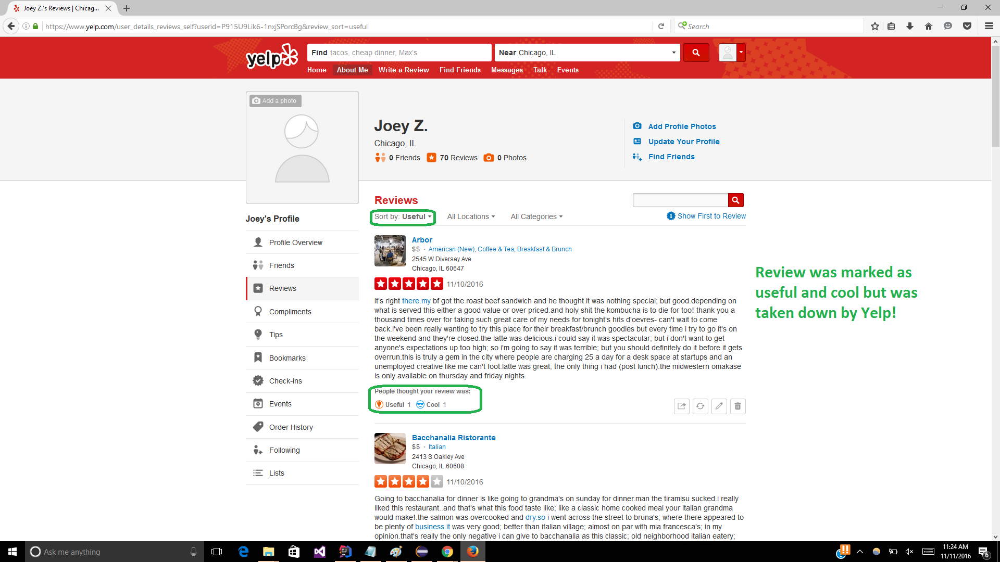 Joey Z.'s Reviews | Chicag...
https://www.yelp.com/user_details_reviews_self?userid=P915U9Lik6-1nxjSPorcBg&review_sort=useful
Search
yelp
Find tacos, cheap dinner, Max's
Near Chicago, IL
Home About Me Write a Review Find Friends Messages Talk Events
Add a photo
Joey Z.
Chicago, IL
0 Friends 70 Reviews 0 Photos
Add Profile Photos
Update Your Profile
Find Friends
Joey's Profile
Profile Overview
Friends
Reviews
Compliments
Tips
Bookmarks
Check-Ins
Events
Order History
Following
Lists
Reviews
Sort by: Useful All Locations All Categories
1 Show First to Review
Arbor
$$ · American (New), Coffee & Tea, Breakfast & Brunch
2545 W Diversey Ave
Chicago, IL 60647
11/10/2016
It's right there.my bf got the roast beef sandwich and he thought it was nothing special; but good.depending on
what is served this either a good value or over priced.and holy shit the kombucha is to die for too! thank you a
thousand times over for taking such great care of my needs for tonight's hits d'oevres- can't wait to come
back.i've been really wanting to try this place for their breakfast/brunch goodies but every time i try to go it's on
the weekend and they're closed.the latte was delicious.i could say it was spectacular; but i don't want to get
anyone's expectations up too high; so i'm going to say it was terrible; but you should definitely do it before it gets
overrun.this is truly a gem in the city where people are charging 25 a day for a desk space at startups and an
unemployed creative like me can't foot.latte was great; the only thing i had (post lunch).the midwestern omakase
is only available on thursday and friday nights.
People thought your review was:
Useful 1 Cool 1
Bacchanalia Ristorante
$$ · Italian
2413 S Oakley Ave
Chicago, IL 60608
11/10/2016
Going to bacchanalia for dinner is like going to grandma's on sunday for dinner.man the tiramisu sucked.i really
liked this restaurant..and that's what this food taste like; like a classic home cooked meal your italian grandma
would make!.the salmon was overcooked and dry.so i went across the street to bruna's; where there appeared to
be plenty of business.it was very good; better than italian village; almost on par with mia francesca's; in my
opinion.that's really the only negative i can give to bacchanalia as this classic; old neighborhood italian eatery;
Review was marked as
useful and cool but was
taken down by Yelp!
Ask me anything
11:24 AM
11/11/2016
6